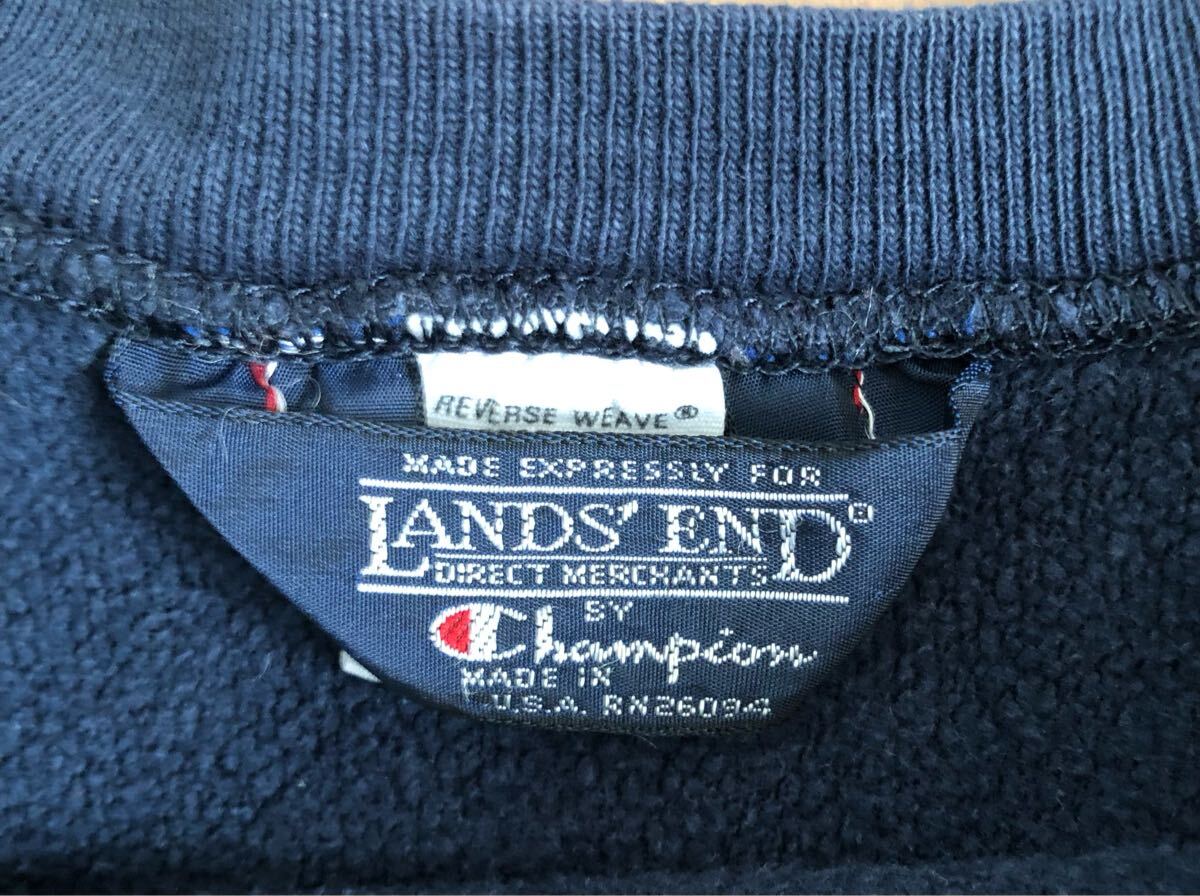 REVERSE WEAVE®
MADE EXPRESSLY FOR
LANDS' END®
DIRECT MERCHANTS
BY
Champion
MADE IN
U.S.A. RN26094